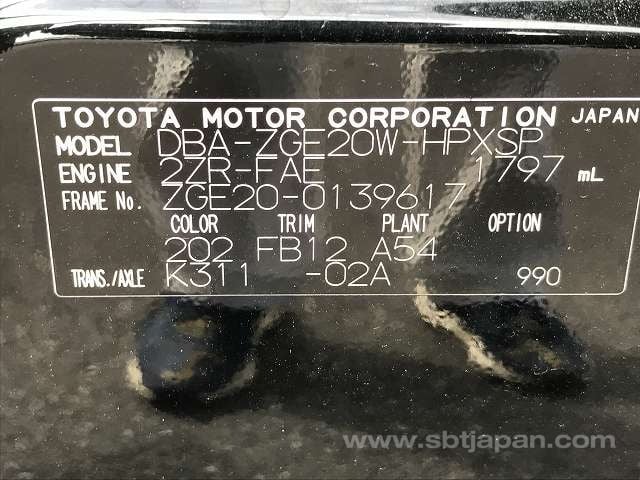 TOYOTA MOTOR CORPORATION JAPAN
MODEL DBA-ZGE20W-HPXSP
ENGINE 2ZR-FAE 1797 mL
FRAME No. ZGE20-0139617
COLOR TRIM PLANT OPTION
202 FB12 A54
TRANS./AXLE K311 -02A 990
www.sbtjapan.com